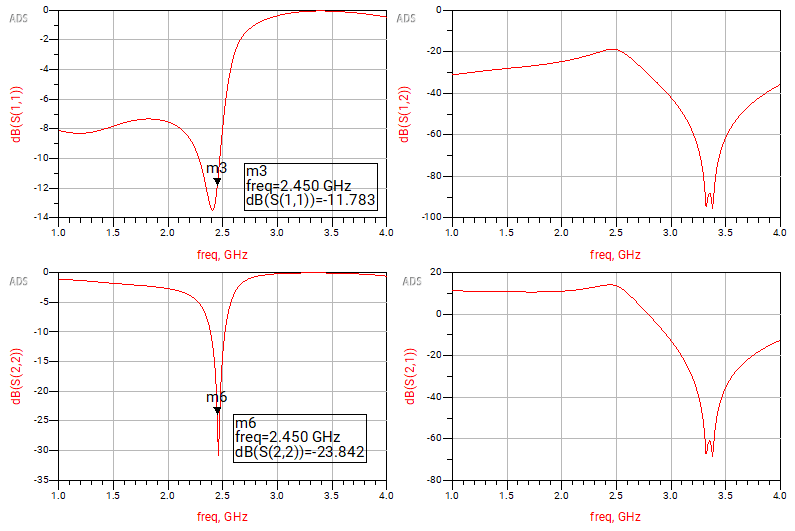 ADS
dB(S(1,1))
0
-2
-4
-6
-8
-10
-12
-14
m3
m3
freq=2.450 GHz
dB(S(1,1))=-11.783
1.0 1.5 2.0 2.5 3.0 3.5 4.0
freq, GHz
ADS
dB(S(1,2))
0
-20
-40
-60
-80
-100
1.0 1.5 2.0 2.5 3.0 3.5 4.0
freq, GHz
ADS
dB(S(2,2))
0
-5
-10
-15
-20
-25
-30
-35
m6
m6
freq=2.450 GHz
dB(S(2,2))=-23.842
1.0 1.5 2.0 2.5 3.0 3.5 4.0
freq, GHz
ADS
dB(S(2,1))
20
0
-20
-40
-60
-80
1.0 1.5 2.0 2.5 3.0 3.5 4.0
freq, GHz